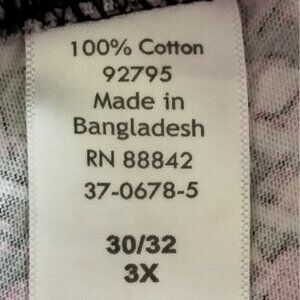 100% Cotton
92795
Made in
Bangladesh
RN 88842
37-0678-5
30/32
3X